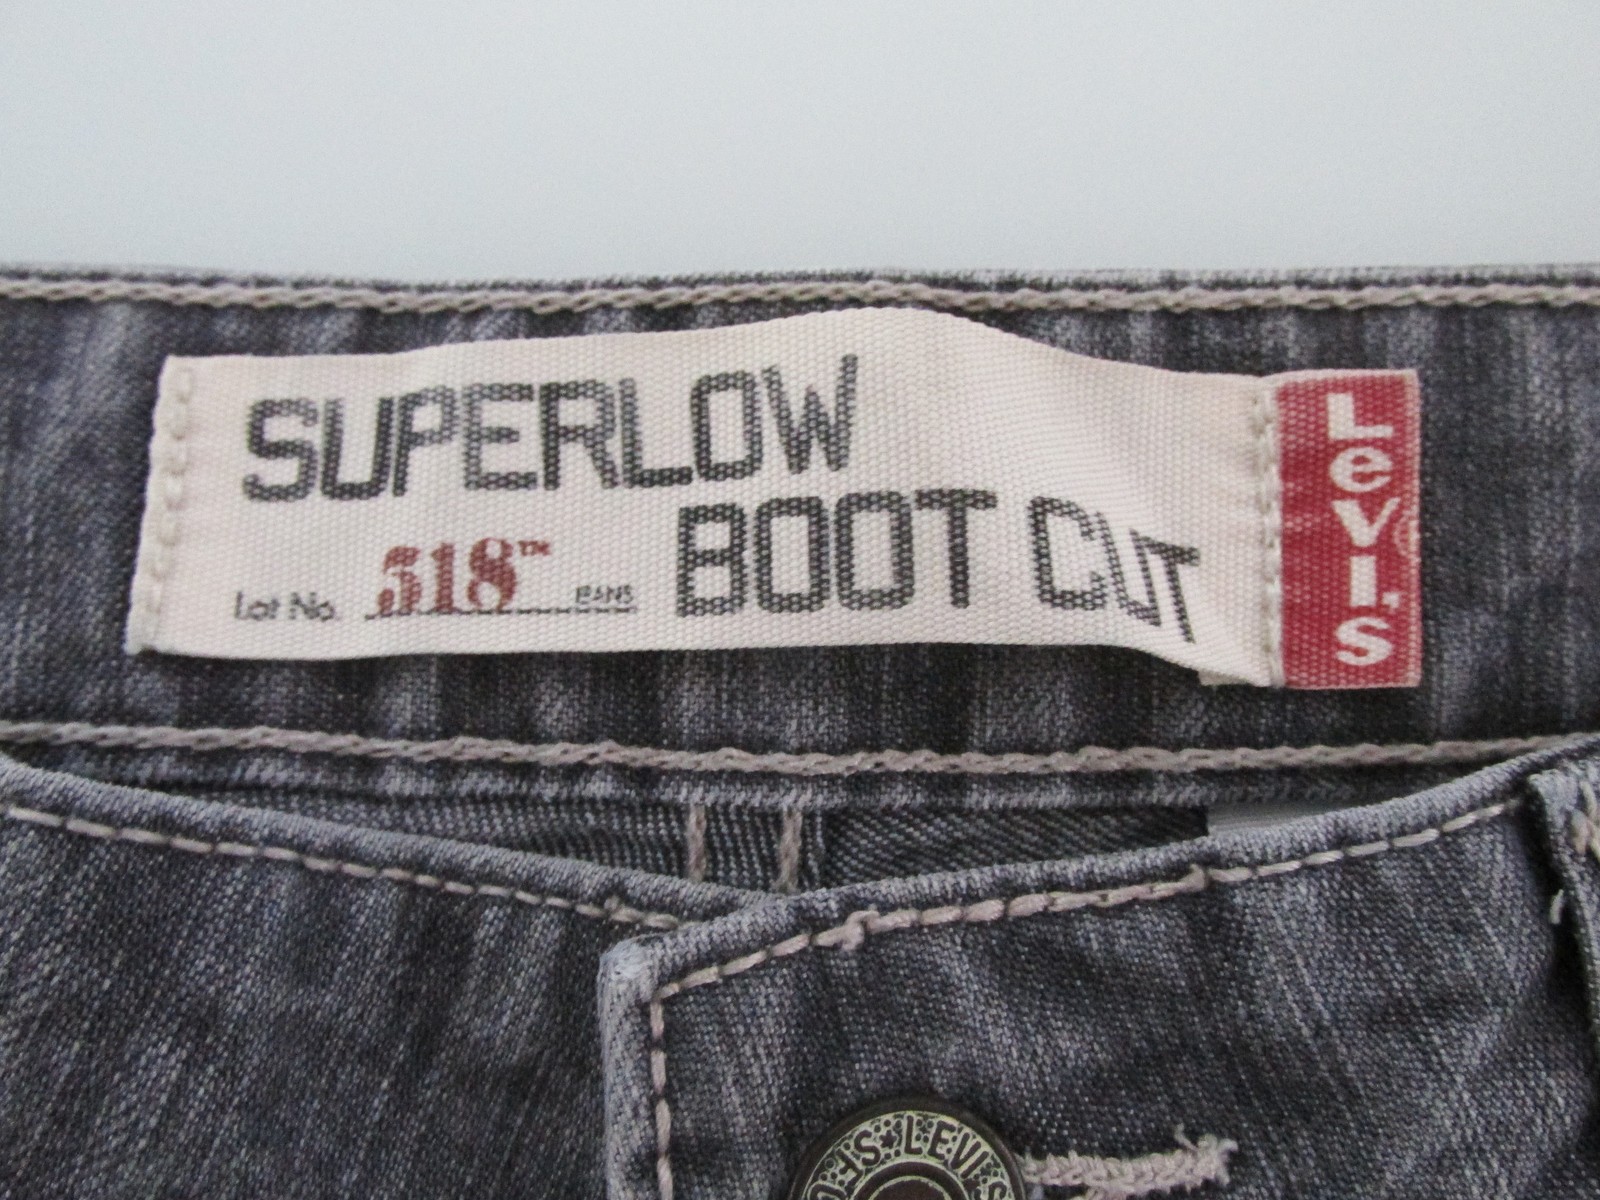 SUPERLOW
BOOT CUT
Lot No. 518™ JEANS
Levi's
S F O
LEVI'S